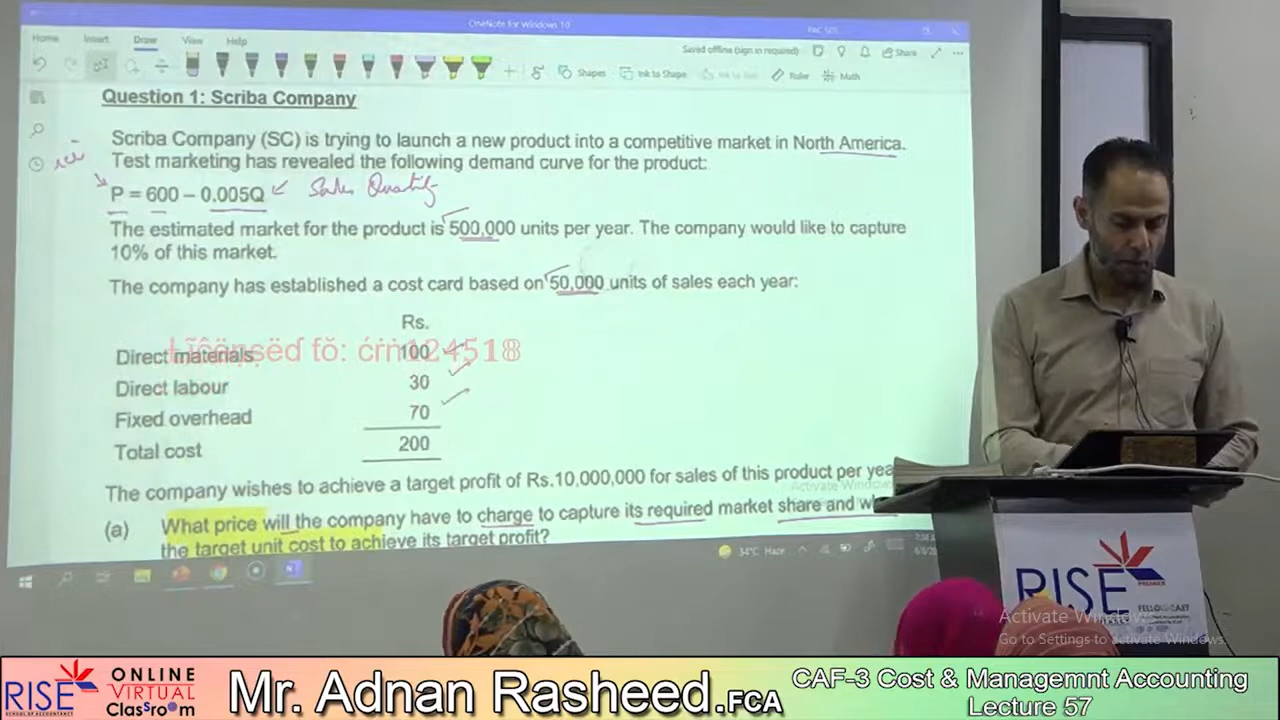 OneNote for Windows 10
Home Insert Draw View Help
Saved offline (sign in required) Share
Shapes Ink to Shape Ruler Math
Question 1: Scriba Company
Scriba Company (SC) is trying to launch a new product into a competitive market in North America.
Test marketing has revealed the following demand curve for the product:
P = 600 – 0.005Q Sales Quantity
The estimated market for the product is 500,000 units per year. The company would like to capture
10% of this market.
The company has established a cost card based on 50,000 units of sales each year:
Rs.
Direct materials 100
Direct labour 30
Fixed overhead 70
Total cost 200
The company wishes to achieve a target profit of Rs.10,000,000 for sales of this product per yea
(a) What price will the company have to charge to capture its required market share and w
the target unit cost to achieve its target profit?
34°C Haze
RISE
PREMIER
Activate Windows
Go to Settings to activate Windows.
RISE
SCHOOL OF ACCOUNTANCY
ONLINE
VIRTUAL
Classroom
Mr. Adnan Rasheed.FCA
CAF-3 Cost & Managemnt Accounting
Lecture 57